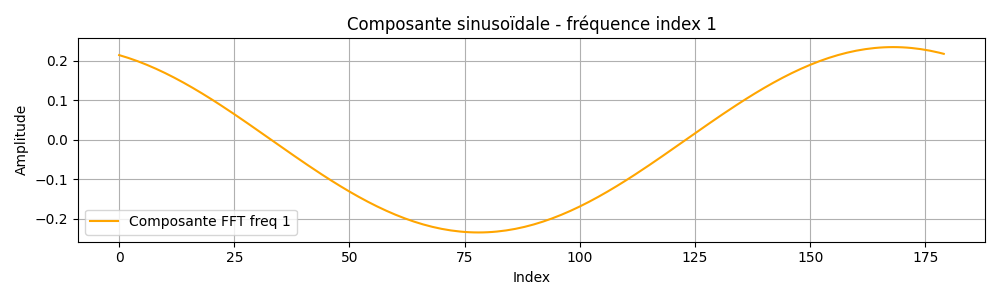 Composante sinusoïdale - fréquence index 1
Amplitude
0.2
0.1
0.0
−0.1
−0.2
Composante FFT freq 1
0 25 50 75 100 125 150 175
Index